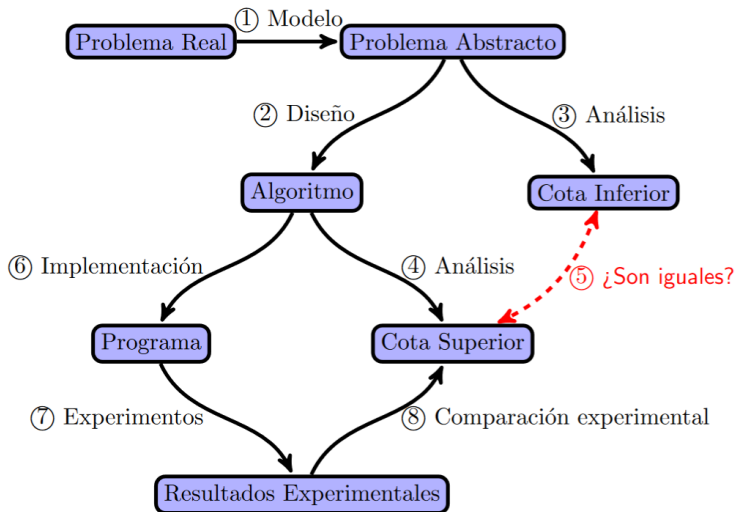 ① Modelo
Problema Real
Problema Abstracto
② Diseño
③ Análisis
Algoritmo
Cota Inferior
⑥ Implementación
④ Análisis
⑤ ¿Son iguales?
Programa
Cota Superior
⑦ Experimentos
⑧ Comparación experimental
Resultados Experimentales